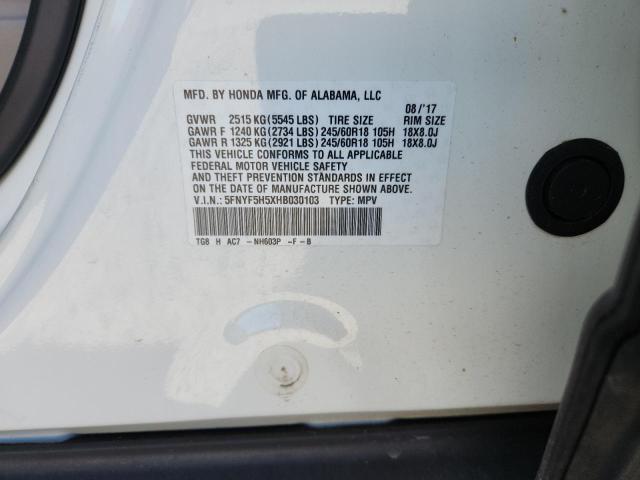 MFD. BY HONDA MFG. OF ALABAMA, LLC
08/'17
GVWR 2515 KG (5545 LBS) TIRE SIZE RIM SIZE
GAWR F 1240 KG (2734 LBS) 245/60R18 105H 18X8.0J
GAWR R 1325 KG (2921 LBS) 245/60R18 105H 18X8.0J
THIS VEHICLE CONFORMS TO ALL APPLICABLE
FEDERAL MOTOR VEHICLE SAFETY
AND THEFT PREVENTION STANDARDS IN EFFECT
ON THE DATE OF MANUFACTURE SHOWN ABOVE.
V.I.N.: 5FNYF5H5XHB030103 TYPE: MPV
TG8 H AC7 -NH603P -F-B